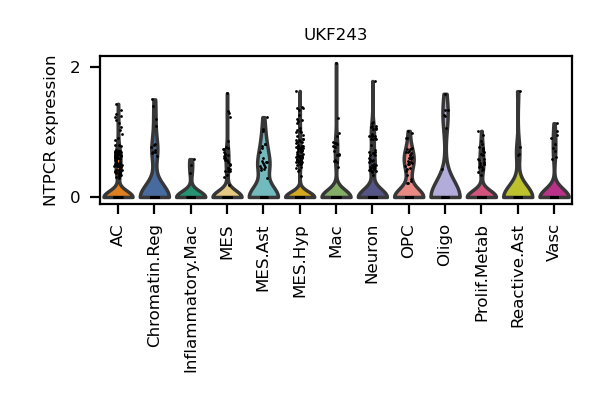 UKF243
NTPCR expression
2
0
AC
Chromatin.Reg
Inflammatory.Mac
MES
MES.Ast
MES.Hyp
Mac
Neuron
OPC
Oligo
Prolif.Metab
Reactive.Ast
Vasc